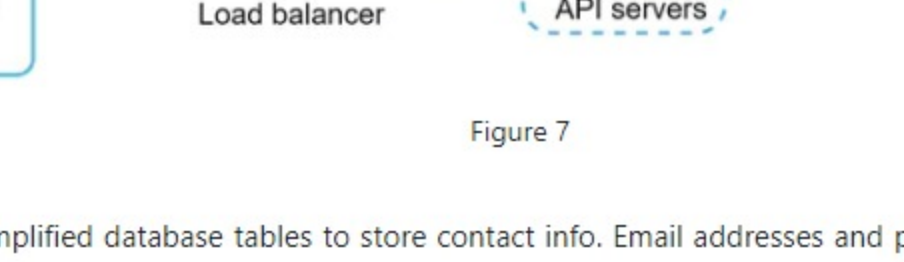 Load balancer API servers
Figure 7
mplified database tables to store contact info. Email addresses and p